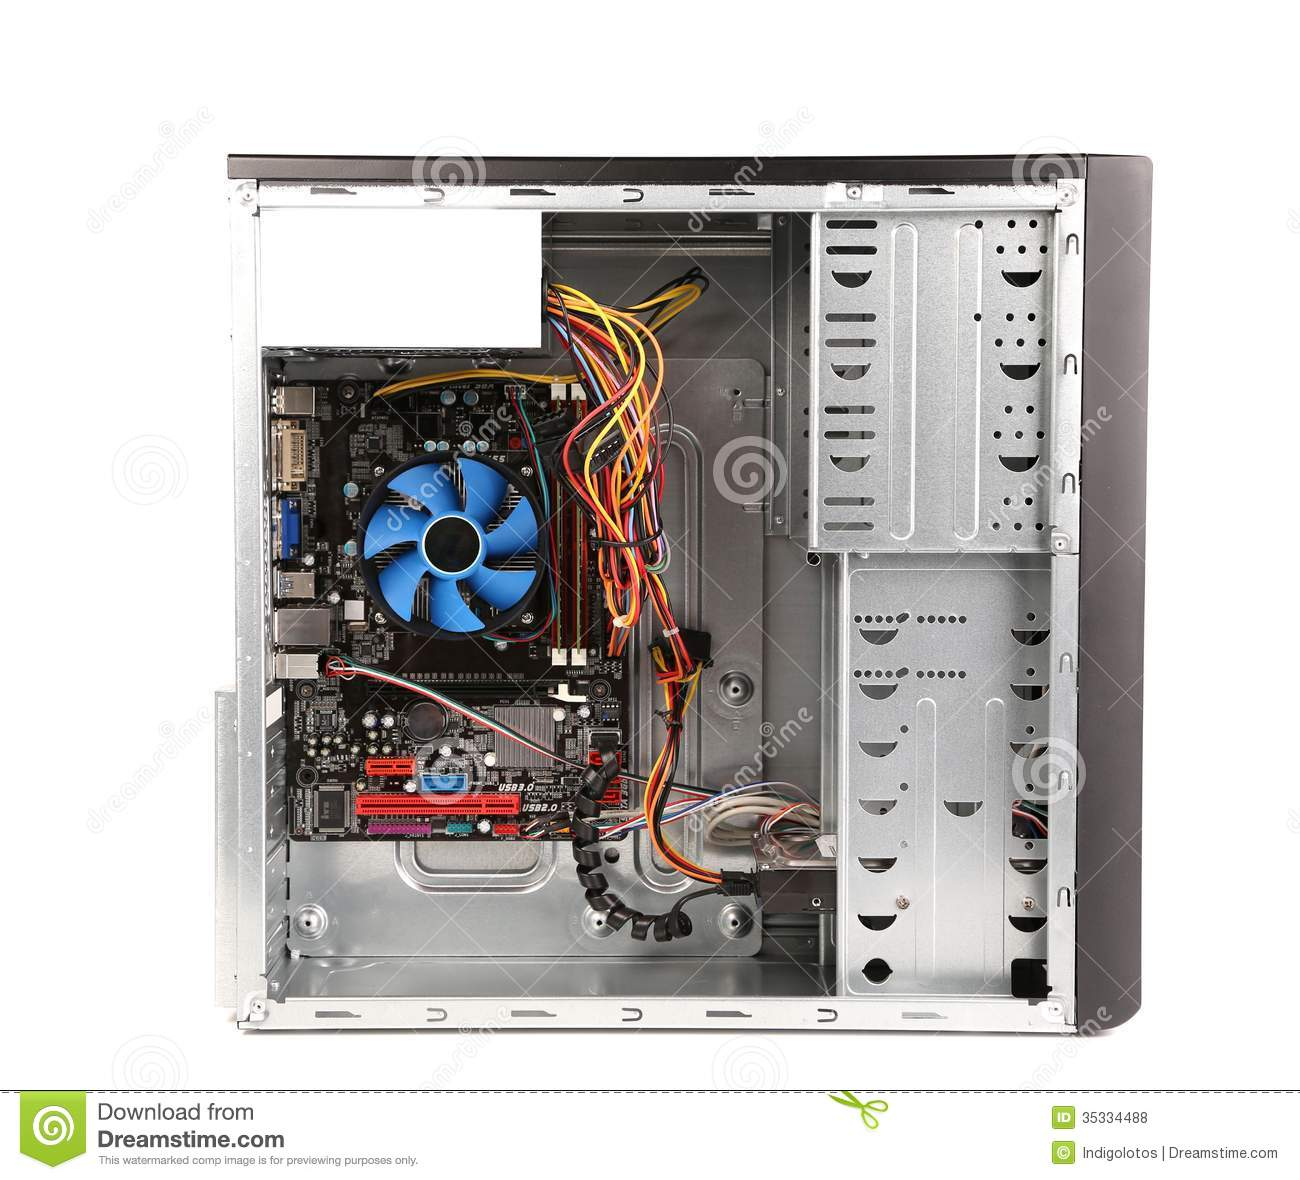 dreamstime
USB3.0
USB2.0
Download from
Dreamstime.com
This watermarked comp image is for previewing purposes only.
ID 35334488
© Indigolotos | Dreamstime.com